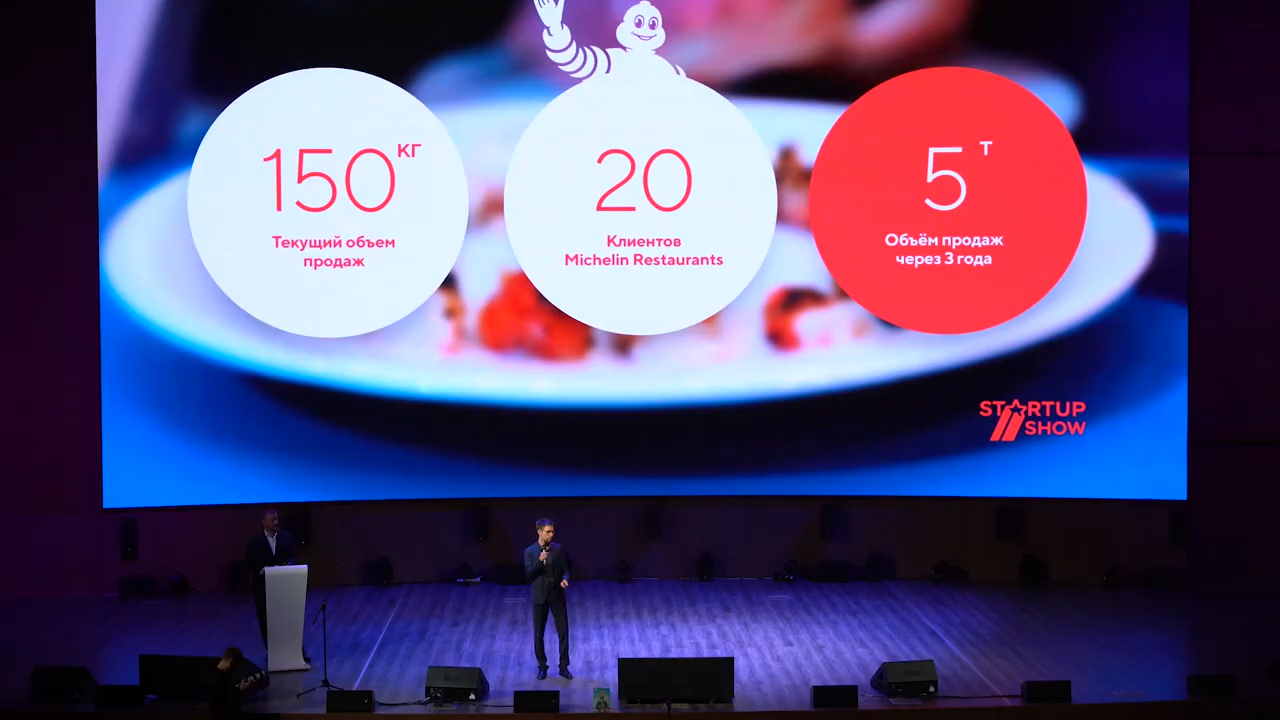 150 КГ
Текущий объем
продаж
20
Клиентов
Michelin Restaurants
5 Т
Объём продаж
через 3 года
STARTUP
SHOW